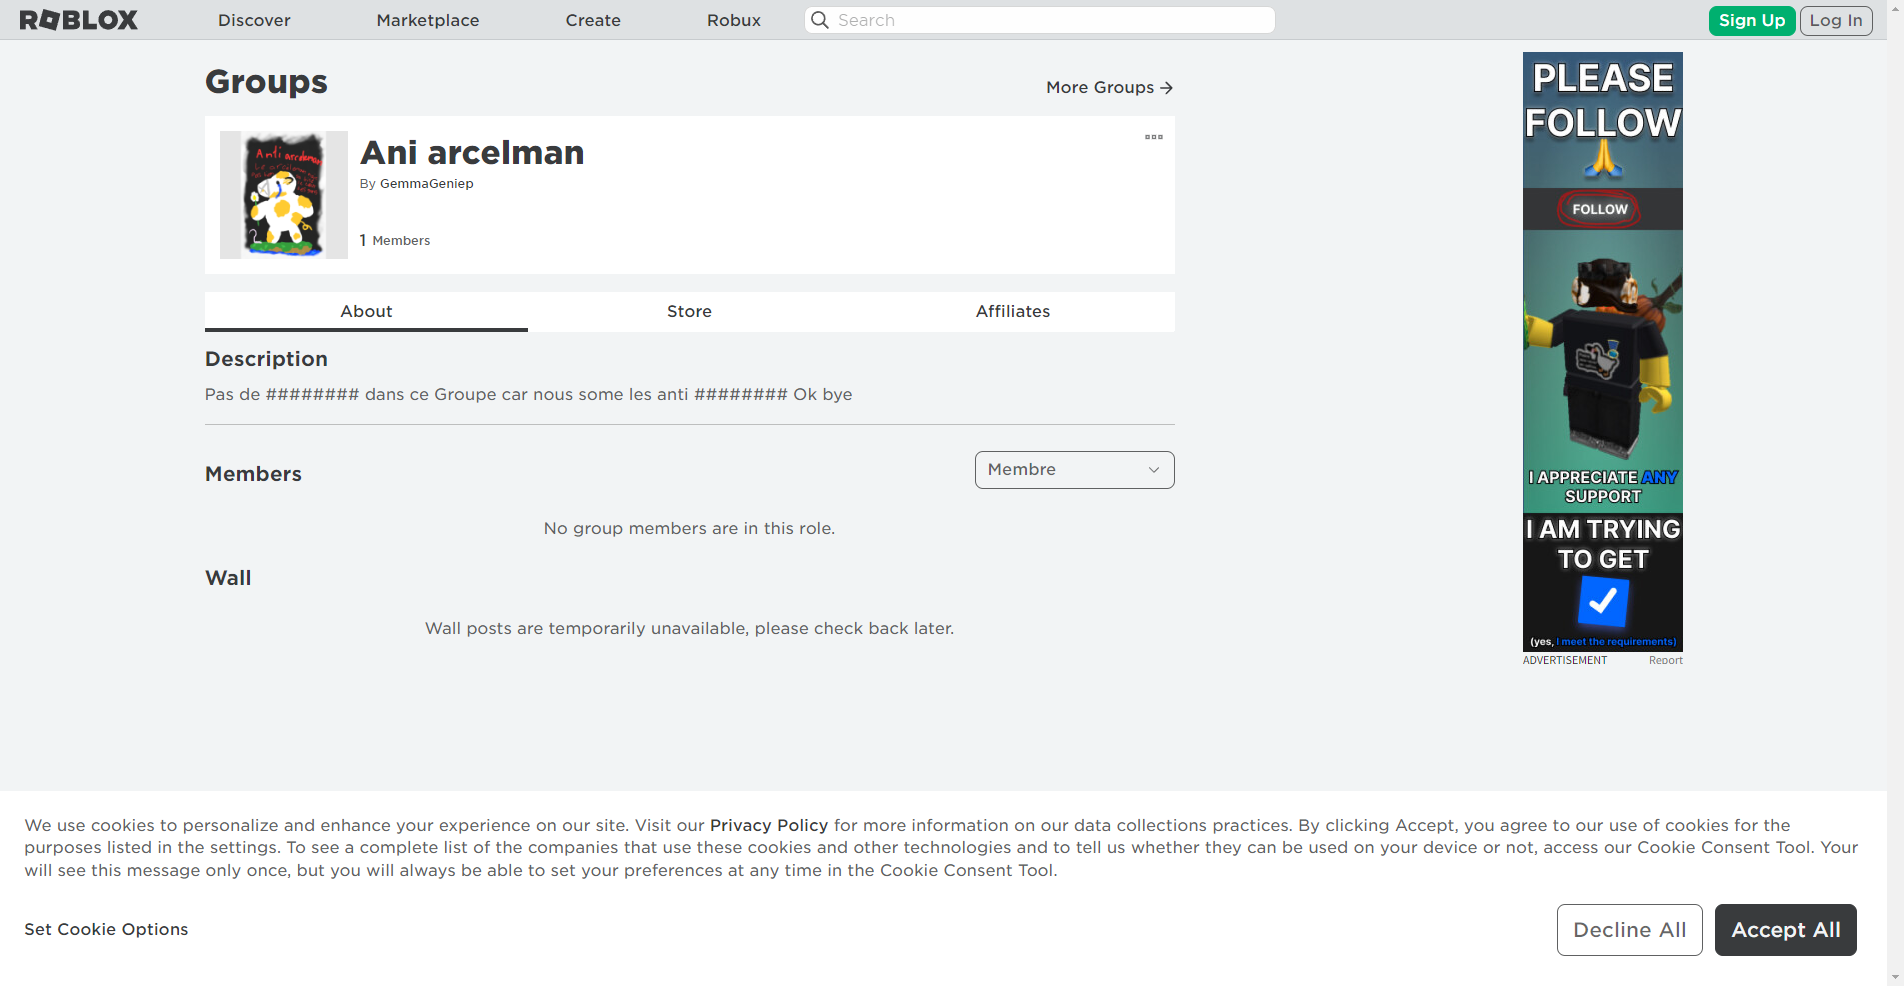 ROBLOX
Discover
Marketplace
Create
Robux
Search
Sign Up
Log In
Groups
More Groups →
Anti arcelman
Ani arcelman
By GemmaGeniep
1 Members
About
Store
Affiliates
Description
Pas de ######## dans ce Groupe car nous some les anti ######## Ok bye
Members
Membre
No group members are in this role.
Wall
Wall posts are temporarily unavailable, please check back later.
PLEASE
FOLLOW
FOLLOW
I APPRECIATE ANY
SUPPORT
I AM TRYING
TO GET
(yes, I meet the requirements)
ADVERTISEMENT
Report
We use cookies to personalize and enhance your experience on our site. Visit our Privacy Policy for more information on our data collections practices. By clicking Accept, you agree to our use of cookies for the
purposes listed in the settings. To see a complete list of the companies that use these cookies and other technologies and to tell us whether they can be used on your device or not, access our Cookie Consent Tool. Your
will see this message only once, but you will always be able to set your preferences at any time in the Cookie Consent Tool.
Set Cookie Options
Decline All
Accept All